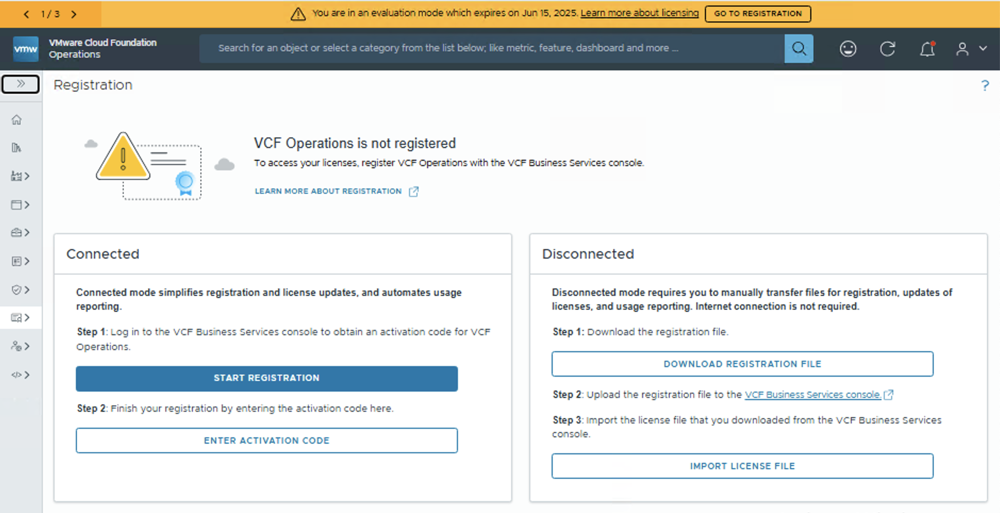 1 / 3
You are in an evaluation mode which expires on Jun 15, 2025. Learn more about licensing
GO TO REGISTRATION
vmw
VMware Cloud Foundation
Operations
Search for an object or select a category from the list below; like metric, feature, dashboard and more ...
Registration
?
VCF Operations is not registered
To access your licenses, register VCF Operations with the VCF Business Services console.
LEARN MORE ABOUT REGISTRATION
Connected
Connected mode simplifies registration and license updates, and automates usage
reporting.
Step 1: Log in to the VCF Business Services console to obtain an activation code for VCF
Operations.
START REGISTRATION
Step 2: Finish your registration by entering the activation code here.
ENTER ACTIVATION CODE
Disconnected
Disconnected mode requires you to manually transfer files for registration, updates of
licenses, and usage reporting. Internet connection is not required.
Step 1: Download the registration file.
DOWNLOAD REGISTRATION FILE
Step 2: Upload the registration file to the VCF Business Services console.
Step 3: Import the license file that you downloaded from the VCF Business Services
console.
IMPORT LICENSE FILE